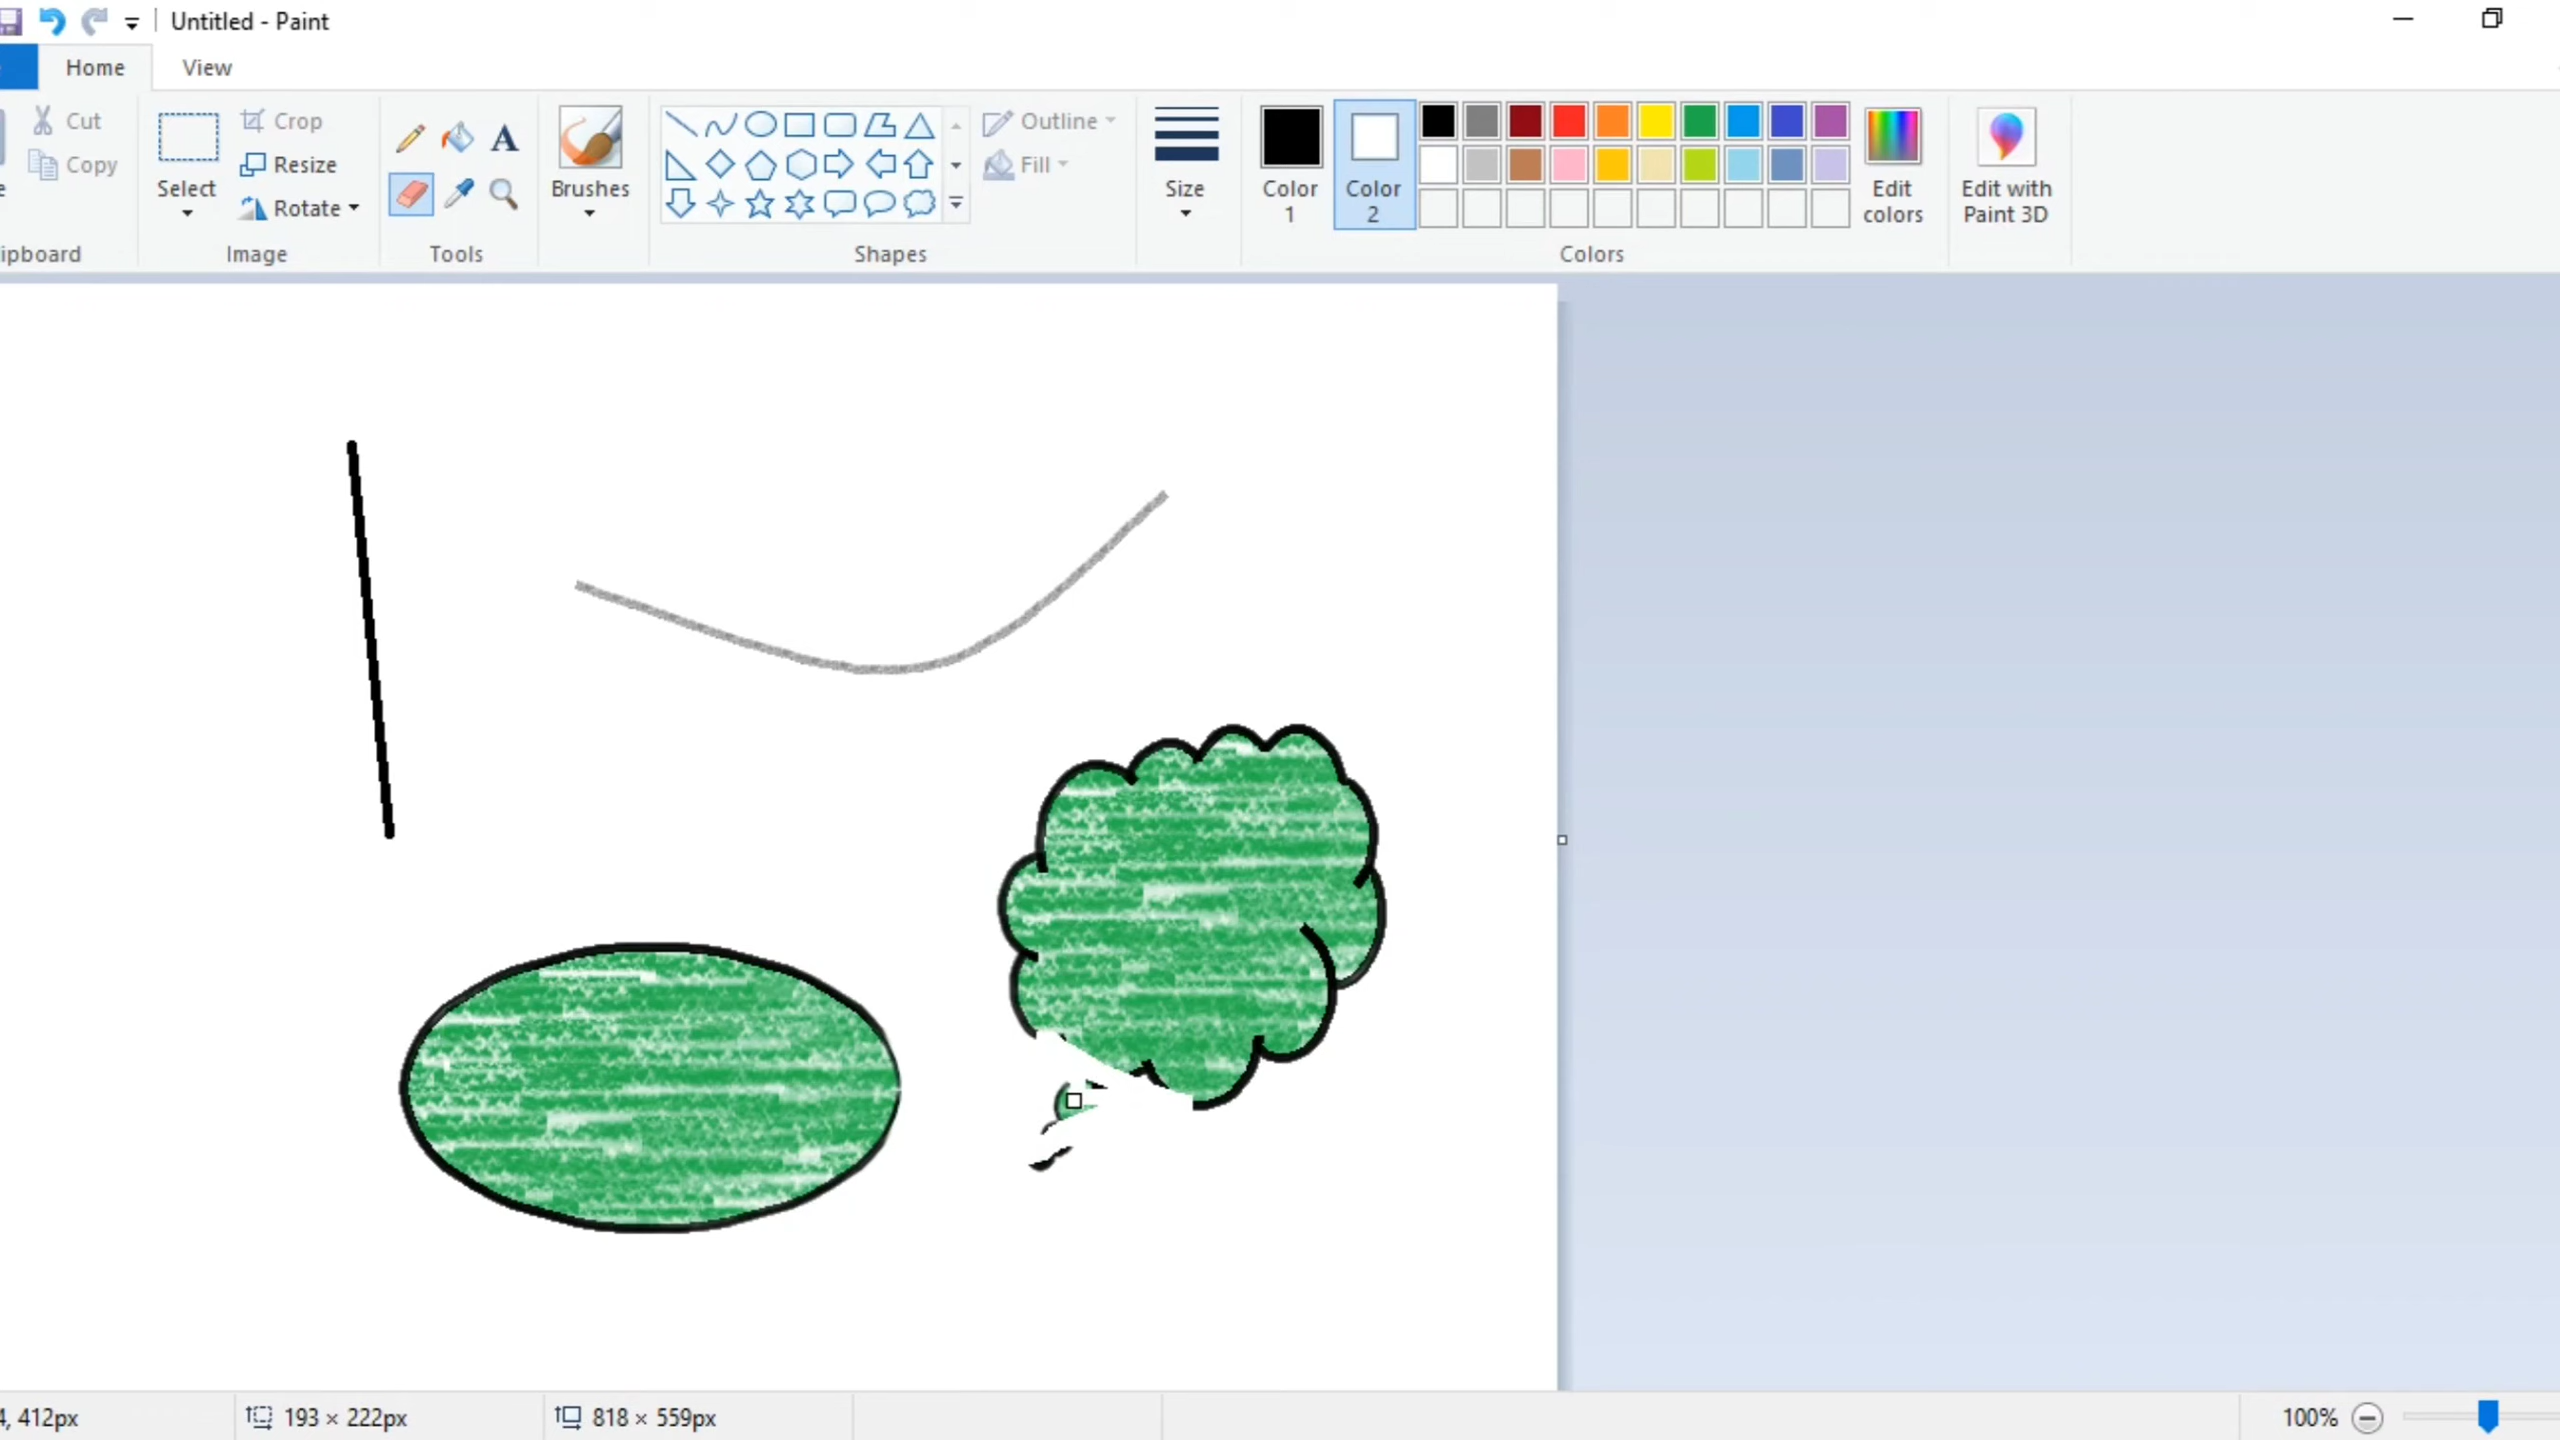 Untitled - Paint
Home View
Cut
Copy
ipboard
Select
Crop
Resize
Rotate
Image
A
Tools
Brushes
Shapes
Outline
Fill
Size
Color
1
Color
2
Edit
colors
Colors
Edit with
Paint 3D
4, 412px
193 × 222px
818 × 559px
100%